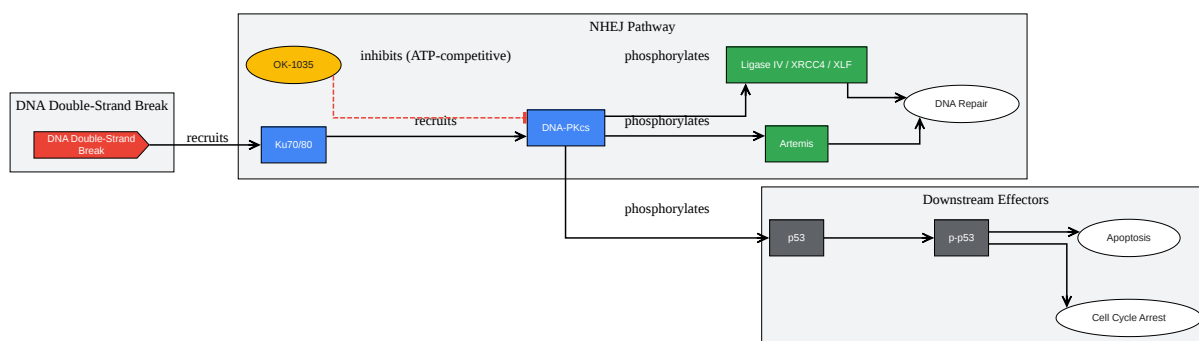 DNA Double-Strand Break
DNA Double-Strand
Break
recruits
NHEJ Pathway
OK-1035
inhibits (ATP-competitive)
phosphorylates
Ligase IV / XRCC4 / XLF
DNA Repair
Ku70/80
recruits
DNA-PKcs
phosphorylates
Artemis
phosphorylates
Downstream Effectors
p53
p-p53
Apoptosis
Cell Cycle Arrest